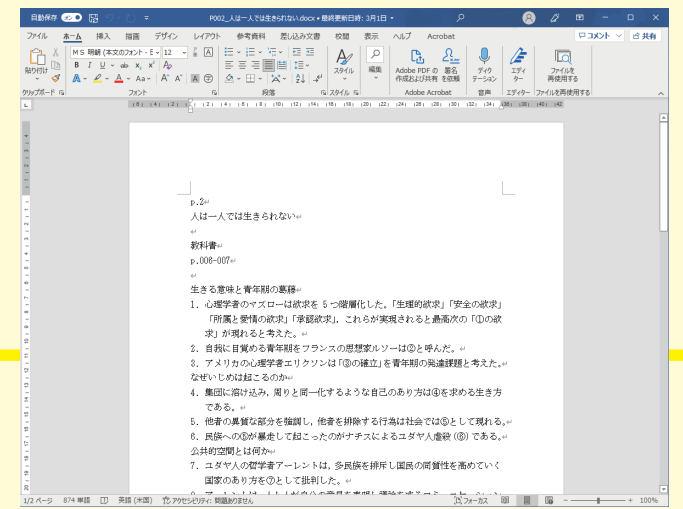 自動保存 オン P002_人は一人では生きられない.docx • 最終更新日時: 3月1日
ファイル ホーム 挿入 描画 デザイン レイアウト 参考資料 差し込み文書 校閲 表示 ヘルプ Acrobat コメント 共有
貼り付け MS 明朝 (本文のフォント - E 12 スタイル 編集 Adobe PDF の作成および共有 署名を依頼 ディクテーション エディター ファイルを再使用する
クリップボード フォント 段落 スタイル Adobe Acrobat 音声 エディター ファイルを再使用する
p.2
人は一人では生きられない
教科書
p.006-007
生きる意味と青年期の葛藤
1. 心理学者のマズローは欲求を 5 つ階層化した。「生理的欲求」「安全の欲求」
「所属と愛情の欲求」「承認欲求」，これらが実現されると最高次の「①の欲
求」が現れると考えた。
2. 自我に目覚める青年期をフランスの思想家ルソーは②と呼んだ。
3. アメリカの心理学者エリクソンは「③の確立」を青年期の発達課題と考えた。
なぜいじめは起こるのか
4. 集団に溶け込み，周りと同一化するような自己のあり方は④を求める生き方
である。
5. 他者の異質な部分を強調し，他者を排除する行為は社会では⑤として現れる。
6. 民族への⑤が暴走して起こったのがナチスによるユダヤ人虐殺（⑥）である。
公共的空間とは何か
7. ユダヤ人の哲学者アーレントは，多民族を排斥し国民の同質性を高めていく
国家のあり方を⑦として批判した。
1/2 ページ 874 単語 英語 (米国) アクセシビリティ: 問題ありません フォーカス 100%